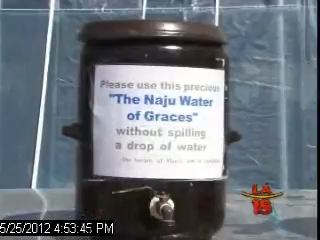 Please use this precious
"The Naju Water
of Graces"
without spilling
a drop of water
LA
15
5/25/2012 4:53:45 PM